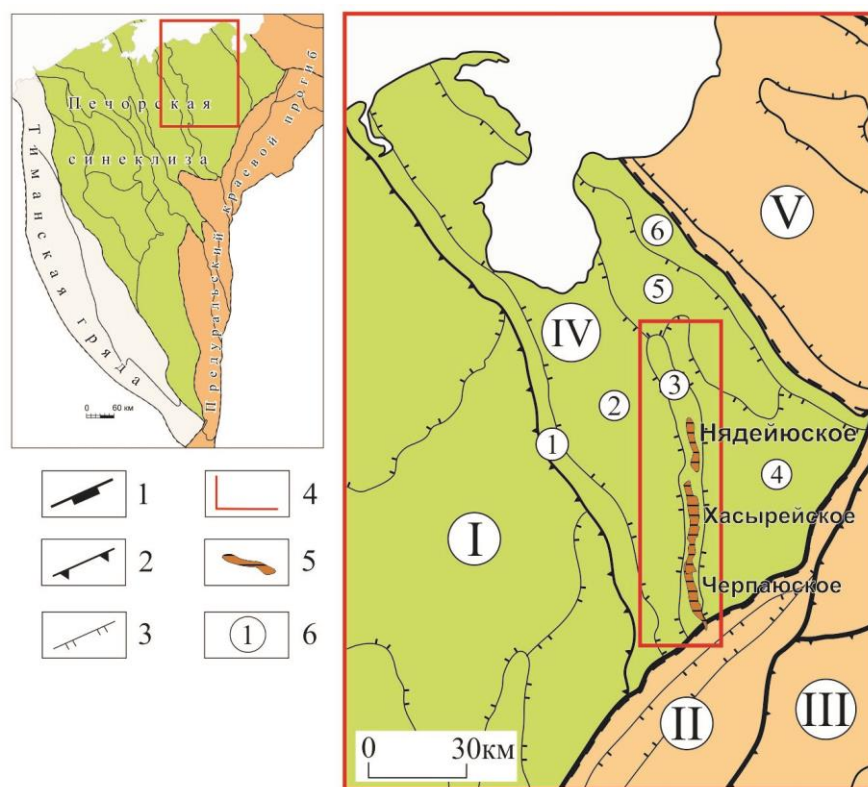 Печорская
синеклиза
Тиманская гряда
Предуральский краевой прогиб
0 60 км
1
2
3
4
5
1 6
I
II
III
IV
V
1
2
3
4
5
6
Нядейюское
Хасырейское
Черпаюское
0 30км